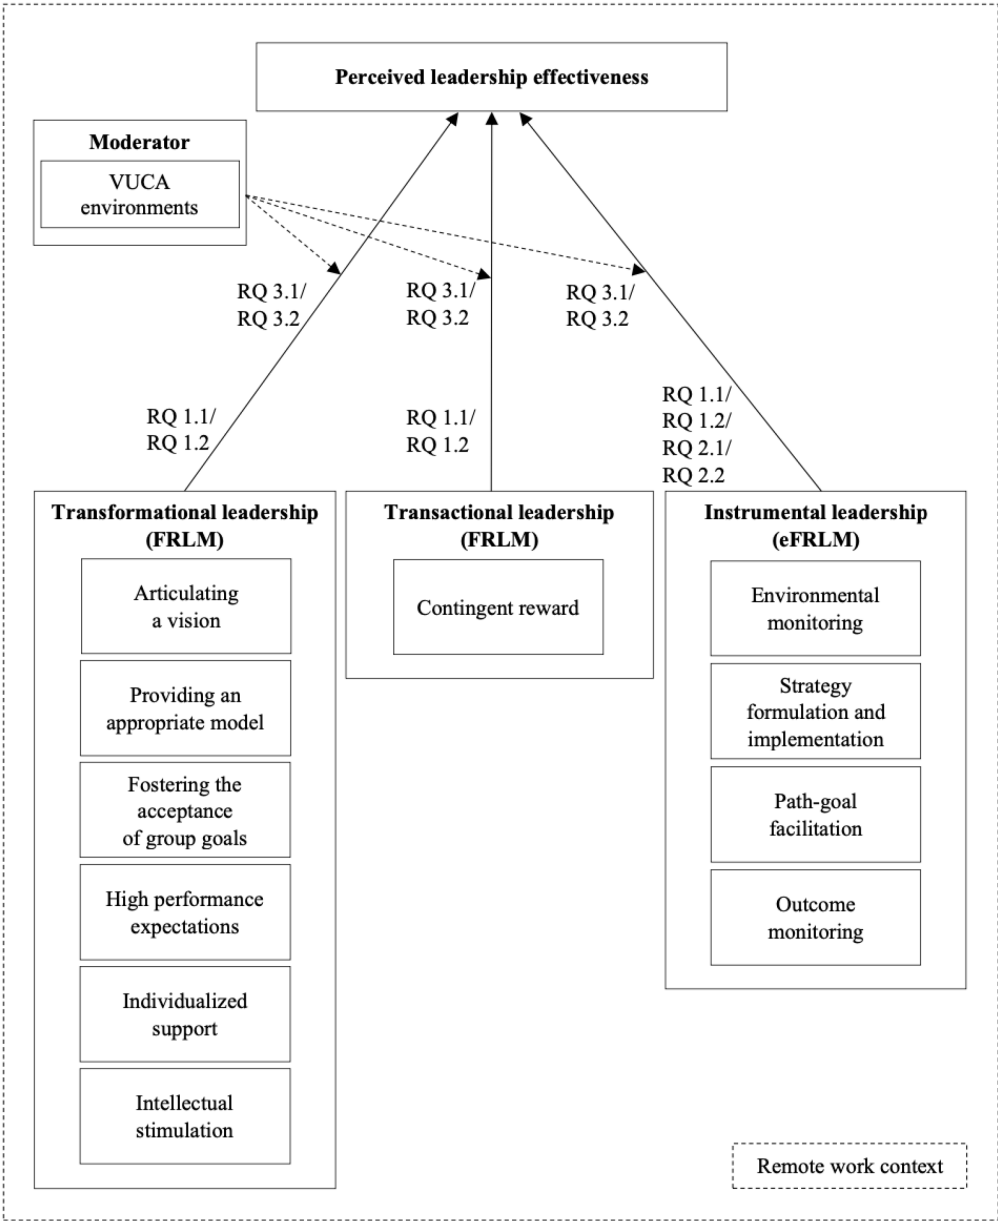 Perceived leadership effectiveness
Moderator
VUCA
environments
RQ 3.1/
RQ 3.2
RQ 3.1/
RQ 3.2
RQ 3.1/
RQ 3.2
RQ 1.1/
RQ 1.2
RQ 1.1/
RQ 1.2
RQ 1.1/
RQ 1.2/
RQ 2.1/
RQ 2.2
Transformational leadership
(FRLM)
Articulating
a vision
Providing an
appropriate model
Fostering the
acceptance
of group goals
High performance
expectations
Individualized
support
Intellectual
stimulation
Transactional leadership
(FRLM)
Contingent reward
Instrumental leadership
(eFRLM)
Environmental
monitoring
Strategy
formulation and
implementation
Path-goal
facilitation
Outcome
monitoring
Remote work context